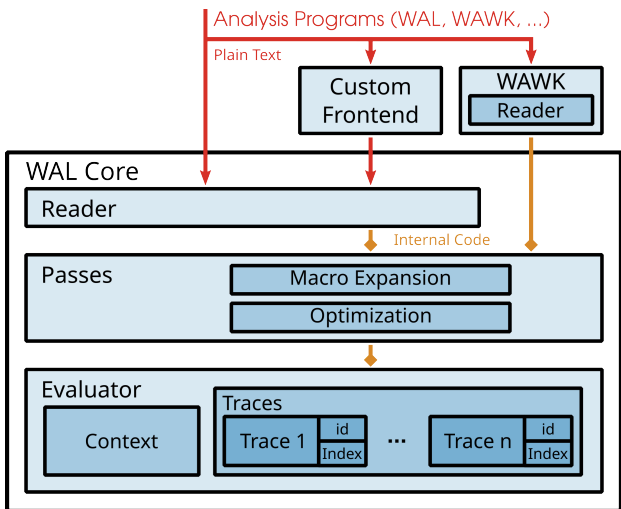 Analysis Programs (WAL, WAWK, ...)
Plain Text
Custom
Frontend
WAWK
Reader
WAL Core
Reader
Internal Code
Passes
Macro Expansion
Optimization
Evaluator
Context
Traces
Trace 1
id
Index
...
Trace n
id
Index